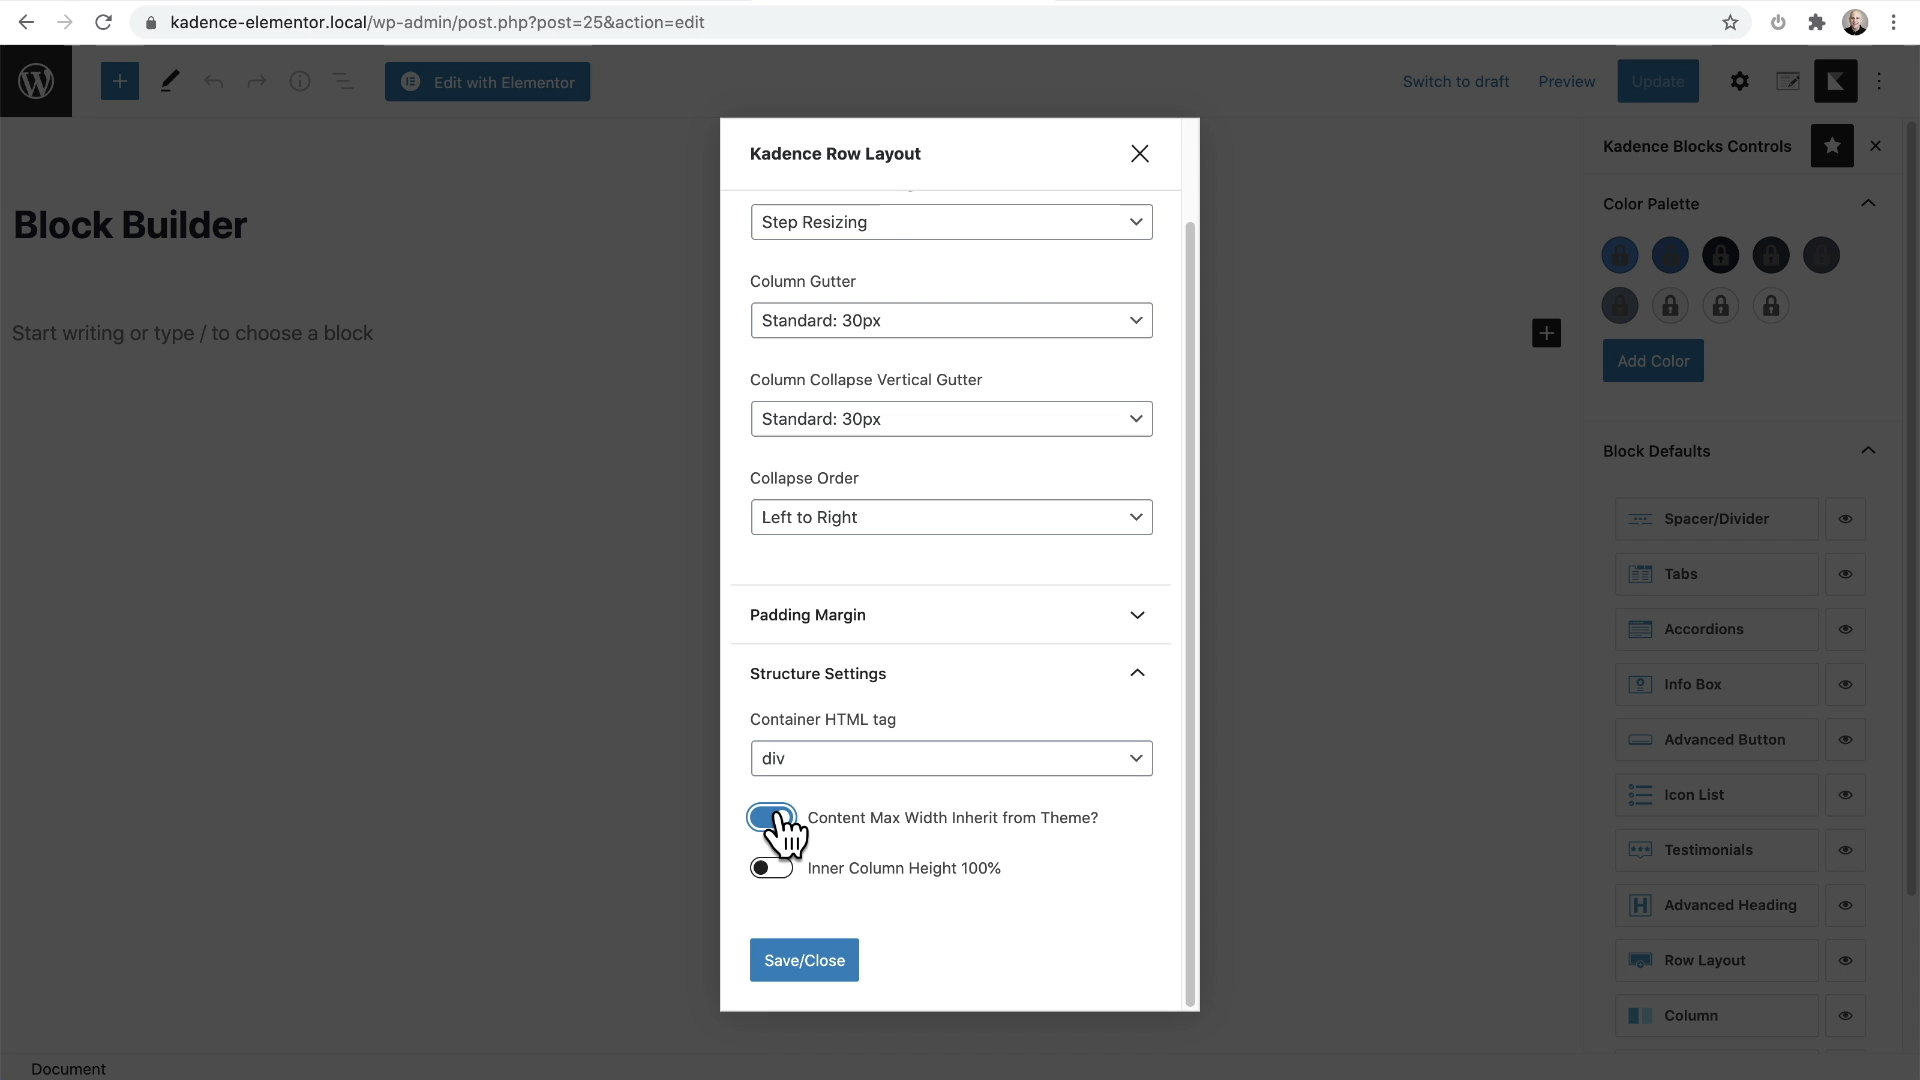 kadence-elementor.local/wp-admin/post.php?post=25&action=edit
Edit with Elementor
Switch to draft
Preview
Update
Kadence Row Layout
Kadence Blocks Controls
Color Palette
Block Builder
Step Resizing
Column Gutter
Standard: 30px
Start writing or type / to choose a block
Add Color
Column Collapse Vertical Gutter
Standard: 30px
Block Defaults
Collapse Order
Left to Right
Spacer/Divider
Tabs
Padding Margin
Accordions
Structure Settings
Info Box
Container HTML tag
div
Advanced Button
Icon List
Content Max Width Inherit from Theme?
Testimonials
Inner Column Height 100%
Advanced Heading
Save/Close
Row Layout
Column
Document